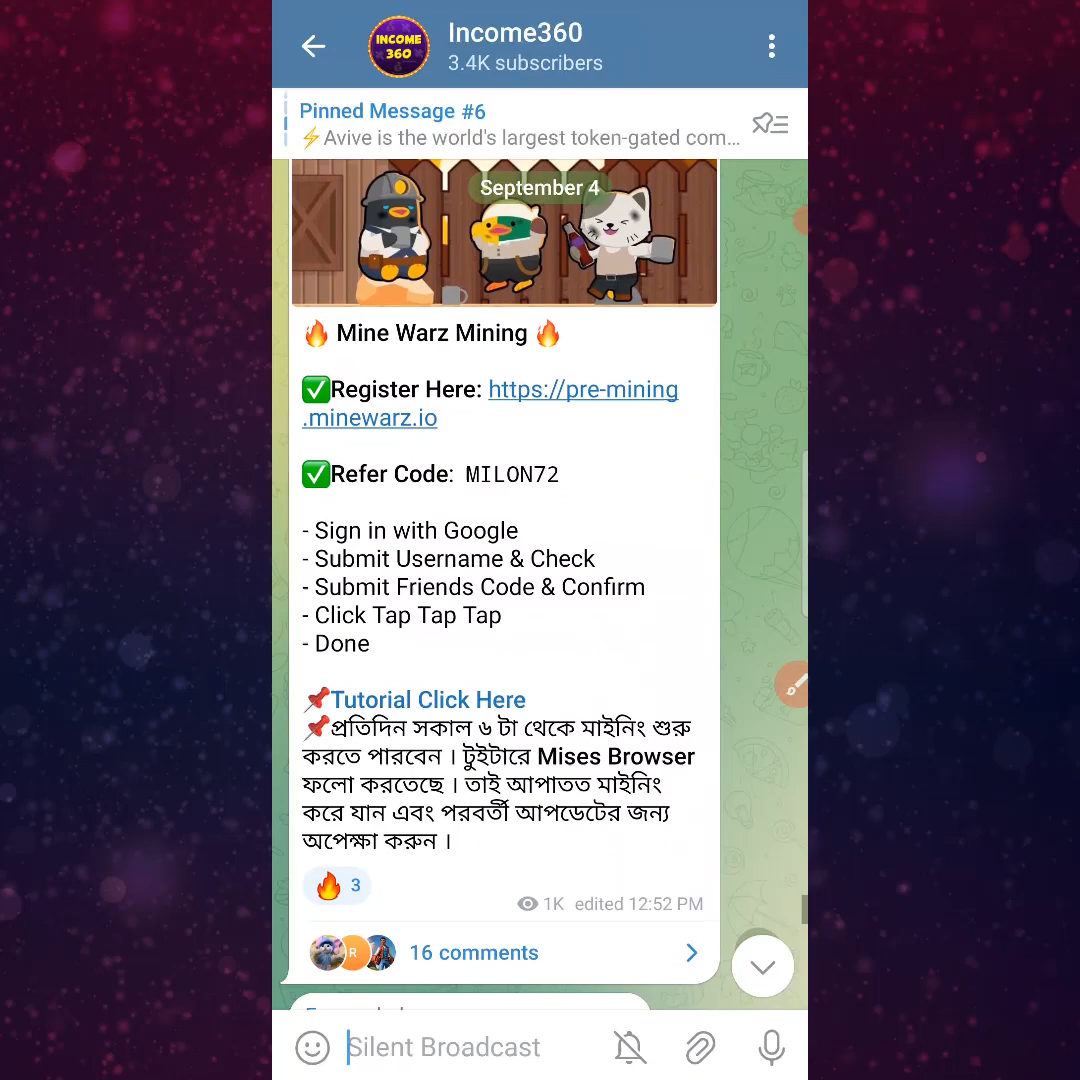 INCOME
360
Income360
3.4K subscribers
Pinned Message #6
⚡Avive is the world's largest token-gated com...
September 4
🔥 Mine Warz Mining 🔥
✅Register Here: https://pre-mining
.minewarz.io
✅Refer Code: MILON72
- Sign in with Google
- Submit Username & Check
- Submit Friends Code & Confirm
- Click Tap Tap Tap
- Done
📌Tutorial Click Here
📌প্রতিদিন সকাল ৬ টা থেকে মাইনিং শুরু
করতে পারবেন । টুইটারে Mises Browser
ফলো করতেছে । তাই আপাতত মাইনিং
করে যান এবং পরবর্তী আপডেটের জন্য
অপেক্ষা করুন ।
🔥 3
1K edited 12:52 PM
R
16 comments
Silent Broadcast